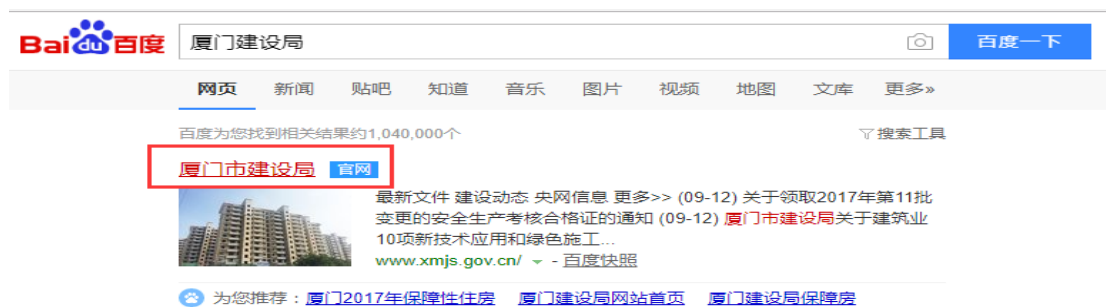 Bai du 百度 厦门建设局 百度一下
网页 新闻 贴吧 知道 音乐 图片 视频 地图 文库 更多»
百度为您找到相关结果约1,040,000个 搜索工具
厦门市建设局 官网
最新文件 建设动态 央网信息 更多>> (09-12) 关于领取2017年第11批
变更的安全生产考核合格证的通知 (09-12) 厦门市建设局关于建筑业
10项新技术应用和绿色施工...
www.xmjs.gov.cn/ - 百度快照
为您推荐：厦门2017年保障性住房 厦门建设局网站首页 厦门建设局保障房